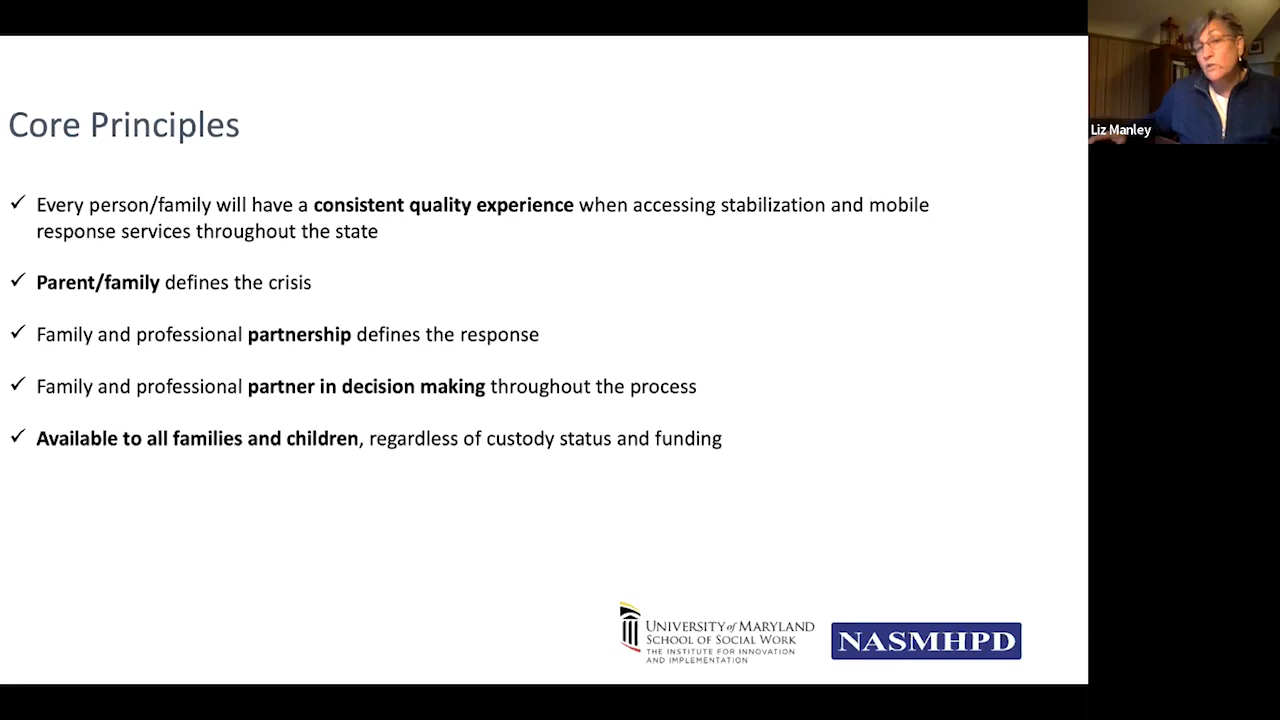 Core Principles
✓ Every person/family will have a consistent quality experience when accessing stabilization and mobile
response services throughout the state
✓ Parent/family defines the crisis
✓ Family and professional partnership defines the response
✓ Family and professional partner in decision making throughout the process
✓ Available to all families and children, regardless of custody status and funding
Liz Manley
UNIVERSITY of MARYLAND
SCHOOL OF SOCIAL WORK
THE INSTITUTE FOR INNOVATION
AND IMPLEMENTATION
NASMHPD